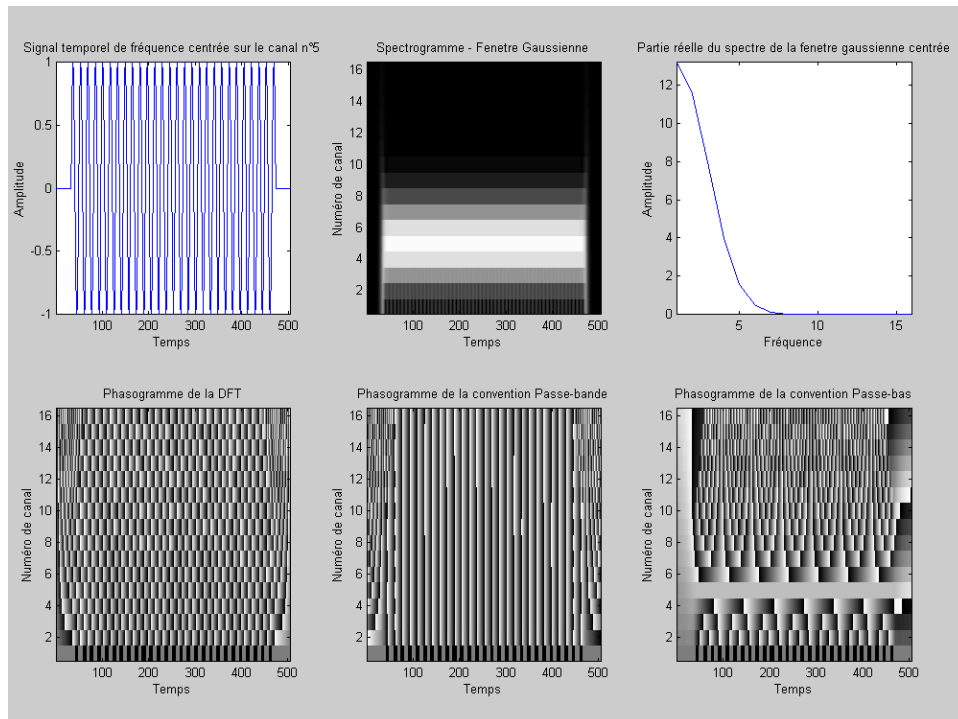 Signal temporel de fréquence centrée sur le canal n°5
Amplitude
1
0.5
0
-0.5
-1
100 200 300 400 500
Temps
Spectrogramme - Fenetre Gaussienne
Numéro de canal
16
14
12
10
8
6
4
2
100 200 300 400 500
Temps
Partie réelle du spectre de la fenetre gaussienne centrée
Amplitude
12
10
8
6
4
2
0
5 10 15
Fréquence
Phasogramme de la DFT
Numéro de canal
16
14
12
10
8
6
4
2
100 200 300 400 500
Temps
Phasogramme de la convention Passe-bande
Numéro de canal
16
14
12
10
8
6
4
2
100 200 300 400 500
Temps
Phasogramme de la convention Passe-bas
Numéro de canal
16
14
12
10
8
6
4
2
100 200 300 400 500
Temps